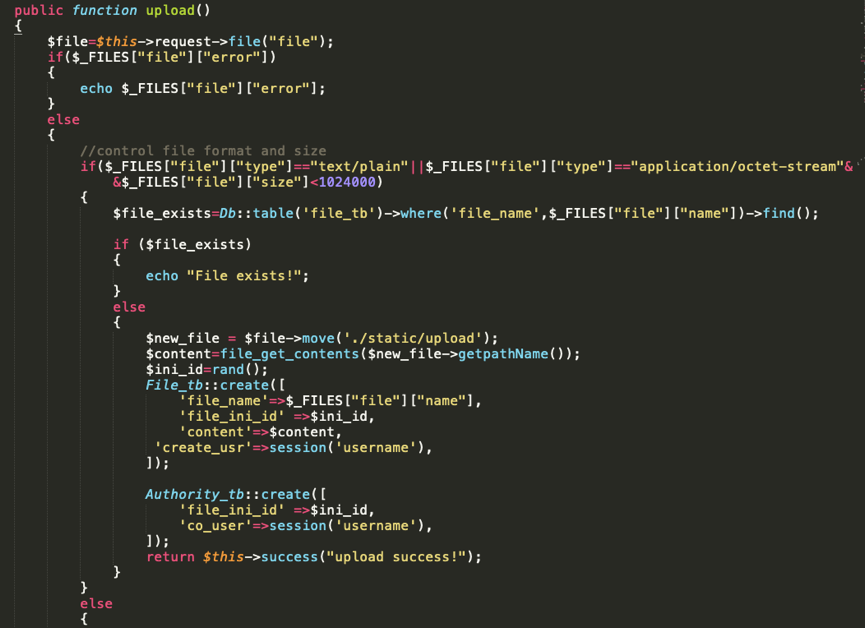 public function upload()
{
$file=$this->request->file("file");
if($_FILES["file"]["error"])
{
echo $_FILES["file"]["error"];
}
else
{
//control file format and size
if($_FILES["file"]["type"]=="text/plain"||$_FILES["file"]["type"]=="application/octet-stream"&
&$_FILES["file"]["size"]<1024000)
{
$file_exists=Db::table('file_tb')->where('file_name',$_FILES["file"]["name"])->find();
if ($file_exists)
{
echo "File exists!";
}
else
{
$new_file = $file->move('./static/upload');
$content=file_get_contents($new_file->getpathName());
$ini_id=rand();
File_tb::create([
'file_name'=>$_FILES["file"]["name"],
'file_ini_id' =>$ini_id,
'content'=>$content,
'create_usr'=>session('username'),
]);
Authority_tb::create([
'file_ini_id' =>$ini_id,
'co_user'=>session('username'),
]);
return $this->success("upload success!");
}
}
else
{